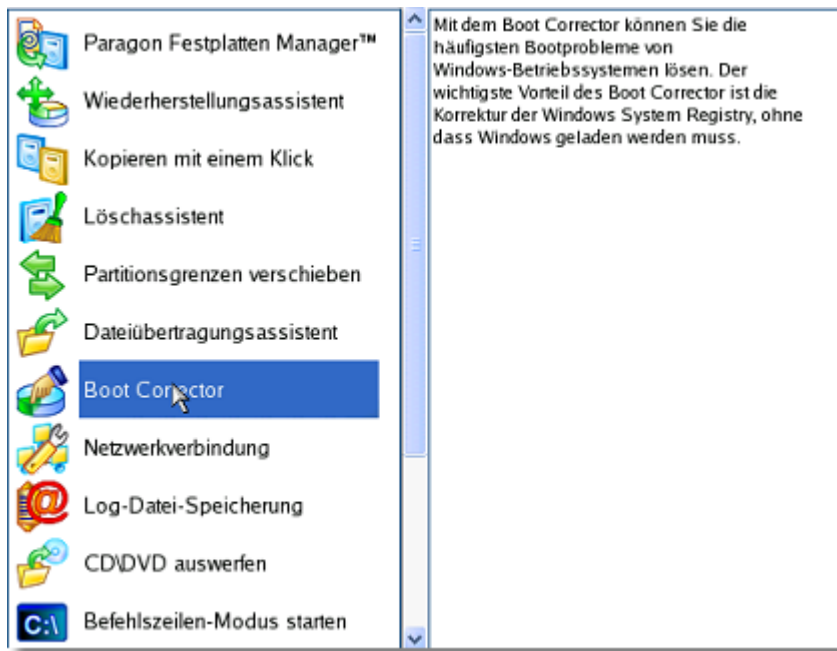 Paragon Festplatten Manager™
Wiederherstellungsassistent
Kopieren mit einem Klick
Löschassistent
Partitionsgrenzen verschieben
Dateiübertragungsassistent
Boot Corrector
Netzwerkverbindung
Log-Datei-Speicherung
CD\DVD auswerfen
C:\
Befehlszeilen-Modus starten
Mit dem Boot Corrector können Sie die
häufigsten Bootprobleme von
Windows-Betriebssystemen lösen. Der
wichtigste Vorteil des Boot Corrector ist die
Korrektur der Windows System Registry, ohne
dass Windows geladen werden muss.